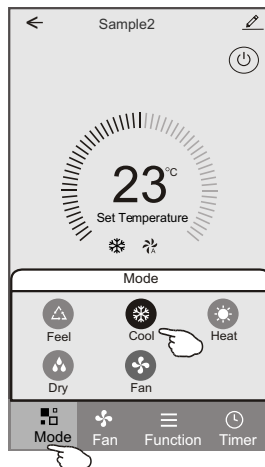 Sample2
23°C
Set Temperature
A
Mode
Feel Cool Heat
Dry Fan
Mode Fan Function Timer